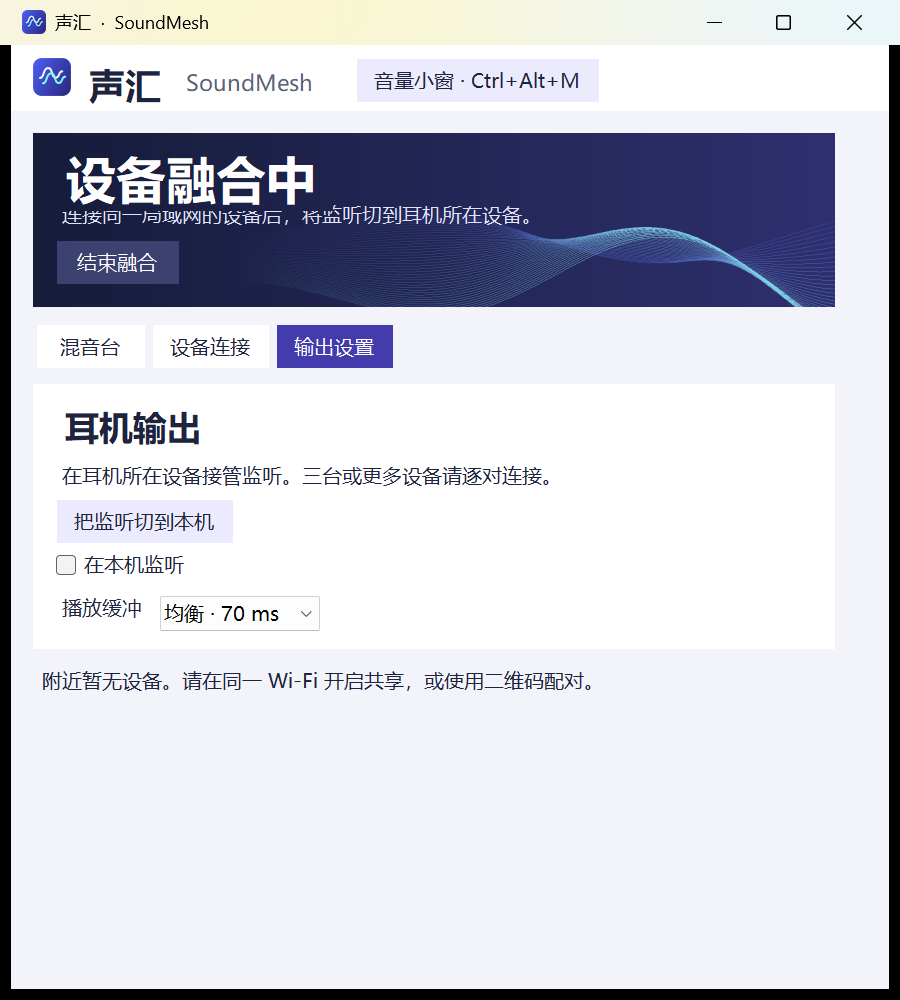 声汇 · SoundMesh
声汇 SoundMesh 音量小窗 · Ctrl+Alt+M
设备融合中
连接同一局域网的设备后，将监听切到耳机所在设备。
结束融合
混音台 设备连接 输出设置
耳机输出
在耳机所在设备接管监听。三台或更多设备请逐对连接。
把监听切到本机
在本机监听
播放缓冲 均衡 · 70 ms
附近暂无设备。请在同一 Wi-Fi 开启共享，或使用二维码配对。